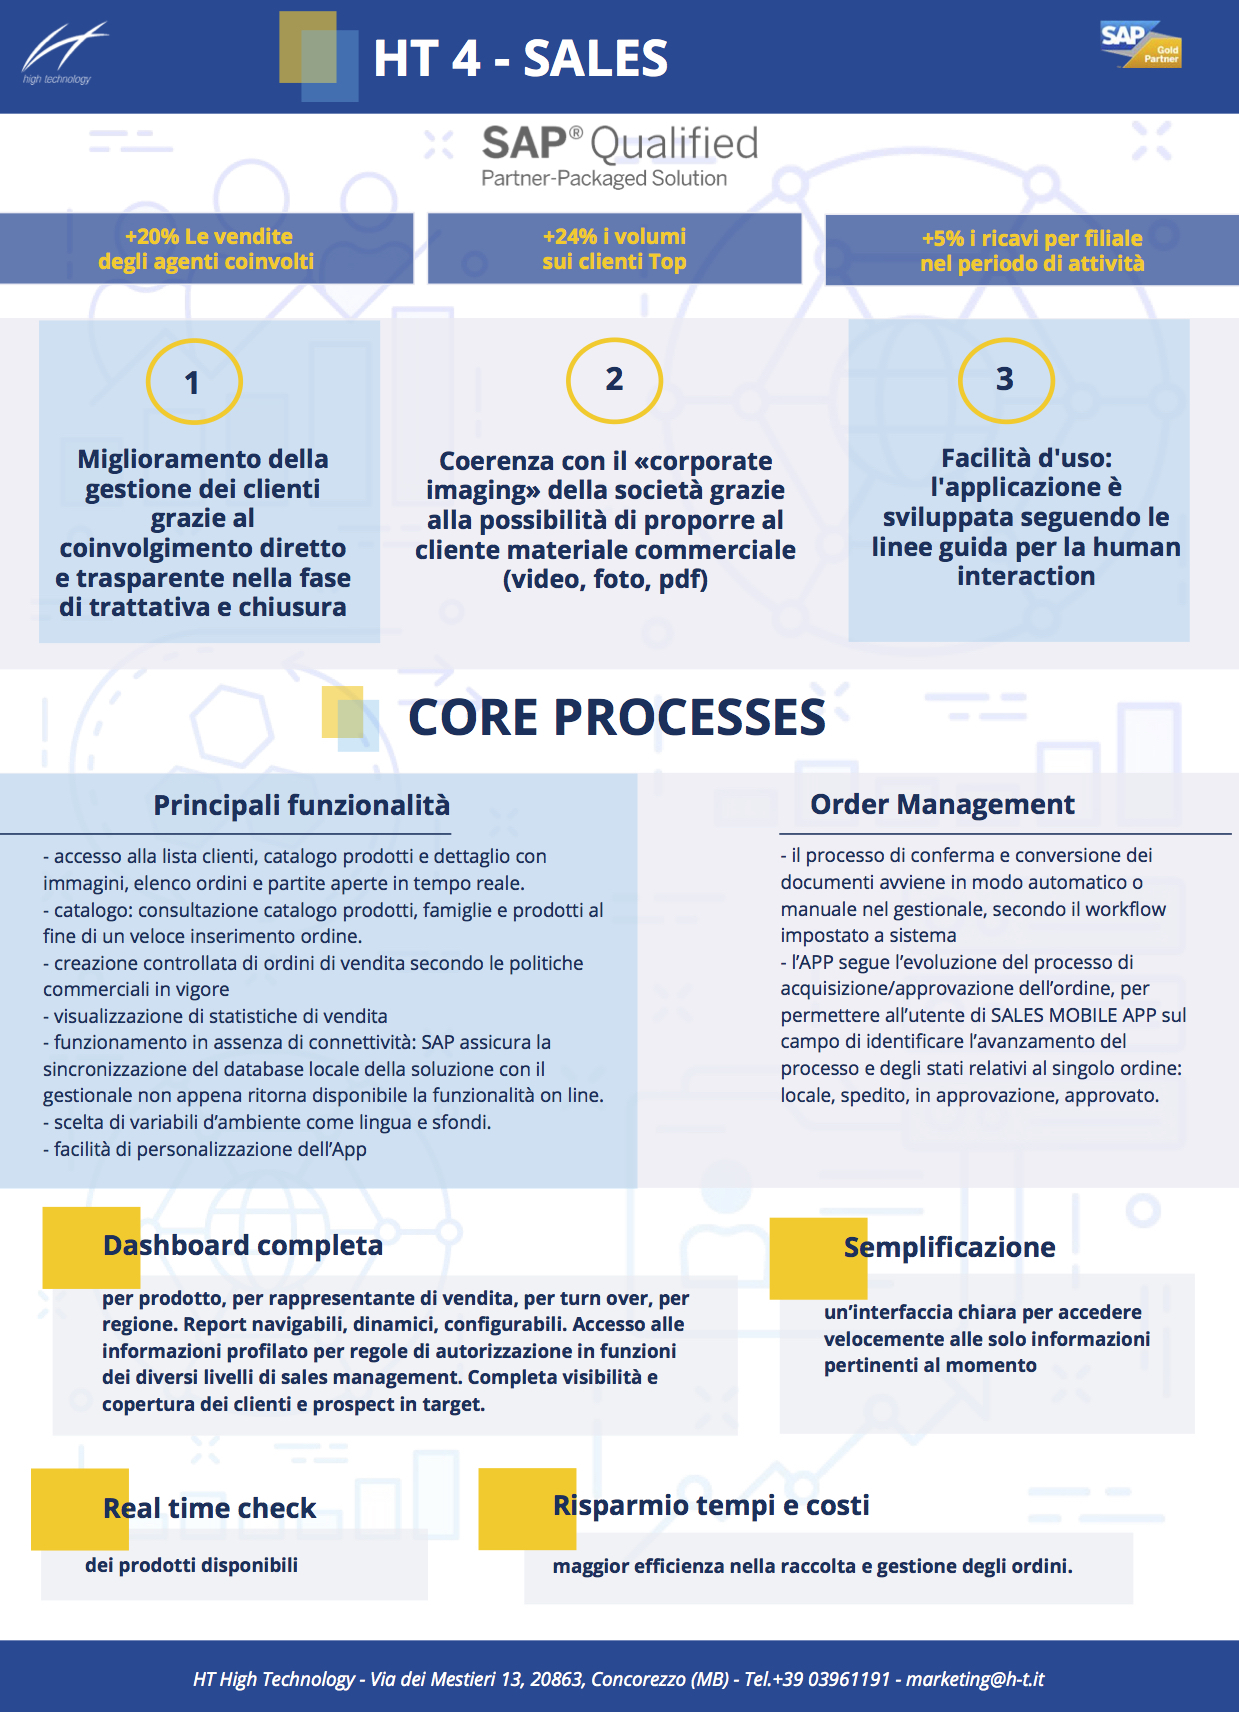 HT
high technology
HT 4 - SALES
SAP
Gold
Partner
SAP® Qualified
Partner-Packaged Solution
+20% Le vendite
degli agenti coinvolti
+24% i volumi
sui clienti Top
+5% i ricavi per filiale
nel periodo di attività
1
Miglioramento della
gestione dei clienti
grazie al
coinvolgimento diretto
e trasparente nella fase
di trattativa e chiusura
2
Coerenza con il «corporate
imaging» della società grazie
alla possibilità di proporre al
cliente materiale commerciale
(video, foto, pdf)
3
Facilità d'uso:
l'applicazione è
sviluppata seguendo le
linee guida per la human
interaction
CORE PROCESSES
Principali funzionalità
- accesso alla lista clienti, catalogo prodotti e dettaglio con
immagini, elenco ordini e partite aperte in tempo reale.
- catalogo: consultazione catalogo prodotti, famiglie e prodotti al
fine di un veloce inserimento ordine.
- creazione controllata di ordini di vendita secondo le politiche
commerciali in vigore
- visualizzazione di statistiche di vendita
- funzionamento in assenza di connettività: SAP assicura la
sincronizzazione del database locale della soluzione con il
gestionale non appena ritorna disponibile la funzionalità on line.
- scelta di variabili d’ambiente come lingua e sfondi.
- facilità di personalizzazione dell’App
Order Management
- il processo di conferma e conversione dei
documenti avviene in modo automatico o
manuale nel gestionale, secondo il workflow
impostato a sistema
- l’APP segue l’evoluzione del processo di
acquisizione/approvazione dell’ordine, per
permettere all’utente di SALES MOBILE APP sul
campo di identificare l’avanzamento del
processo e degli stati relativi al singolo ordine:
locale, spedito, in approvazione, approvato.
Dashboard completa
per prodotto, per rappresentante di vendita, per turn over, per
regione. Report navigabili, dinamici, configurabili. Accesso alle
informazioni profilato per regole di autorizzazione in funzioni
dei diversi livelli di sales management. Completa visibilità e
copertura dei clienti e prospect in target.
Semplificazione
un’interfaccia chiara per accedere
velocemente alle solo informazioni
pertinenti al momento
Real time check
dei prodotti disponibili
Risparmio tempi e costi
maggior efficienza nella raccolta e gestione degli ordini.
HT High Technology - Via dei Mestieri 13, 20863, Concorezzo (MB) - Tel.+39 03961191 - marketing@h-t.it